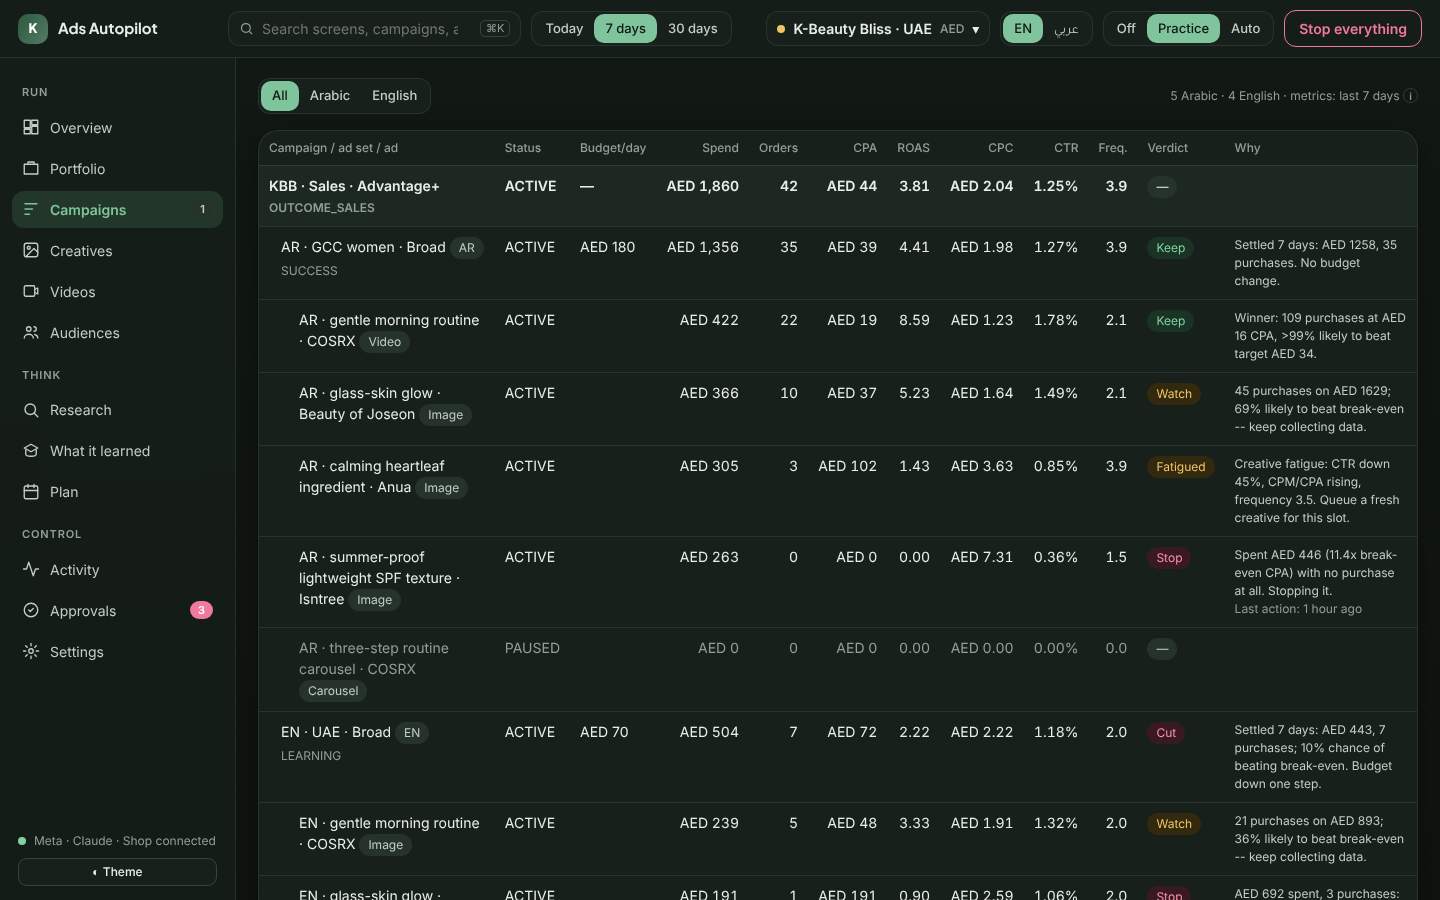 K Ads Autopilot
Search screens, campaigns, a ⌘K
Today 7 days 30 days
K-Beauty Bliss · UAE AED ▾
EN عربي
Off Practice Auto
Stop everything
RUN
Overview
Portfolio
Campaigns 1
Creatives
Videos
Audiences
THINK
Research
What it learned
Plan
CONTROL
Activity
Approvals 3
Settings
Meta · Claude · Shop connected
Theme
All Arabic English
5 Arabic · 4 English · metrics: last 7 days i
Campaign / ad set / ad Status Budget/day Spend Orders CPA ROAS CPC CTR Freq. Verdict Why
KBB · Sales · Advantage+ ACTIVE — AED 1,860 42 AED 44 3.81 AED 2.04 1.25% 3.9 —
OUTCOME_SALES
AR · GCC women · Broad AR ACTIVE AED 180 AED 1,356 35 AED 39 4.41 AED 1.98 1.27% 3.9 Keep Settled 7 days: AED 1258, 35
SUCCESS purchases. No budget
change.
AR · gentle morning routine ACTIVE AED 422 22 AED 19 8.59 AED 1.23 1.78% 2.1 Keep Winner: 109 purchases at AED
· COSRX Video 16 CPA, >99% likely to beat
target AED 34.
AR · glass-skin glow · ACTIVE AED 366 10 AED 37 5.23 AED 1.64 1.49% 2.1 Watch 45 purchases on AED 1629;
Beauty of Joseon Image 69% likely to beat break-even
-- keep collecting data.
AR · calming heartleaf ACTIVE AED 305 3 AED 102 1.43 AED 3.63 0.85% 3.9 Fatigued Creative fatigue: CTR down
ingredient · Anua Image 45%, CPM/CPA rising,
frequency 3.5. Queue a fresh
creative for this slot.
AR · summer-proof ACTIVE AED 263 0 AED 0 0.00 AED 7.31 0.36% 1.5 Stop Spent AED 446 (11.4x break-
lightweight SPF texture · even CPA) with no purchase
Isntree Image at all. Stopping it.
Last action: 1 hour ago
AR · three-step routine PAUSED AED 0 0 AED 0 0.00 AED 0.00 0.00% 0.0 —
carousel · COSRX
Carousel
EN · UAE · Broad EN ACTIVE AED 70 AED 504 7 AED 72 2.22 AED 2.22 1.18% 2.0 Cut Settled 7 days: AED 443, 7
LEARNING purchases; 10% chance of
beating break-even. Budget
down one step.
EN · gentle morning routine ACTIVE AED 239 5 AED 48 3.33 AED 1.91 1.32% 2.0 Watch 21 purchases on AED 893;
· COSRX Image 36% likely to beat break-even
-- keep collecting data.
EN · glass-skin glow · ACTIVE AED 191 1 AED 191 0.90 AED 2.59 1.06% 2.0 Stop AED 692 spent, 3 purchases: